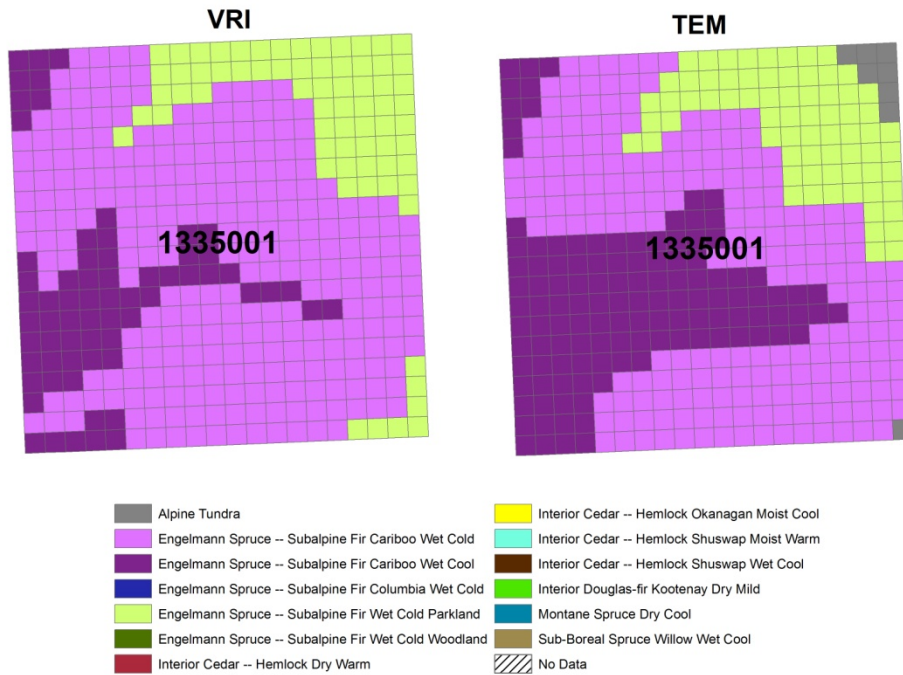 VRI
TEM
1335001
1335001
Alpine Tundra
Engelmann Spruce -- Subalpine Fir Cariboo Wet Cold
Engelmann Spruce -- Subalpine Fir Cariboo Wet Cool
Engelmann Spruce -- Subalpine Fir Columbia Wet Cold
Engelmann Spruce -- Subalpine Fir Wet Cold Parkland
Engelmann Spruce -- Subalpine Fir Wet Cold Woodland
Interior Cedar -- Hemlock Dry Warm
Interior Cedar -- Hemlock Okanagan Moist Cool
Interior Cedar -- Hemlock Shuswap Moist Warm
Interior Cedar -- Hemlock Shuswap Wet Cool
Interior Douglas-fir Kootenay Dry Mild
Montane Spruce Dry Cool
Sub-Boreal Spruce Willow Wet Cool
No Data